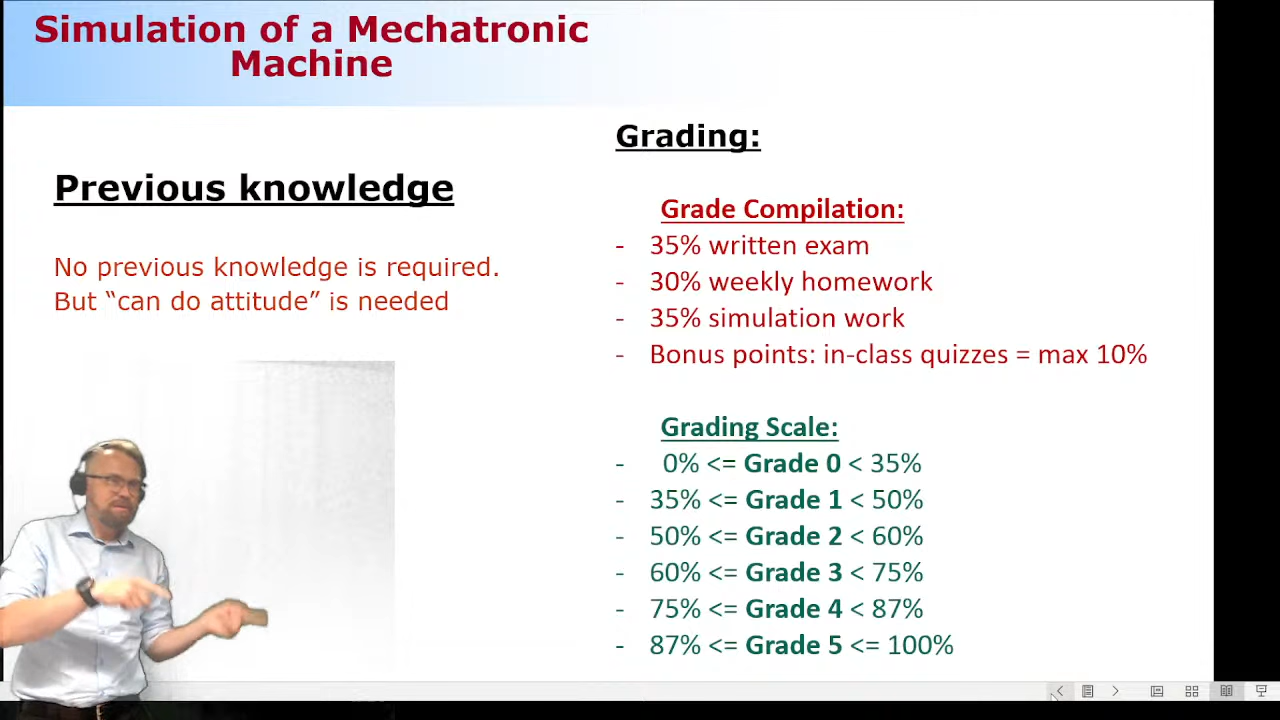 Simulation of a Mechatronic
Machine
Previous knowledge
No previous knowledge is required.
But “can do attitude” is needed
Grading:
Grade Compilation:
- 35% written exam
- 30% weekly homework
- 35% simulation work
- Bonus points: in-class quizzes = max 10%
Grading Scale:
- 0% <= Grade 0 < 35%
- 35% <= Grade 1 < 50%
- 50% <= Grade 2 < 60%
- 60% <= Grade 3 < 75%
- 75% <= Grade 4 < 87%
- 87% <= Grade 5 <= 100%